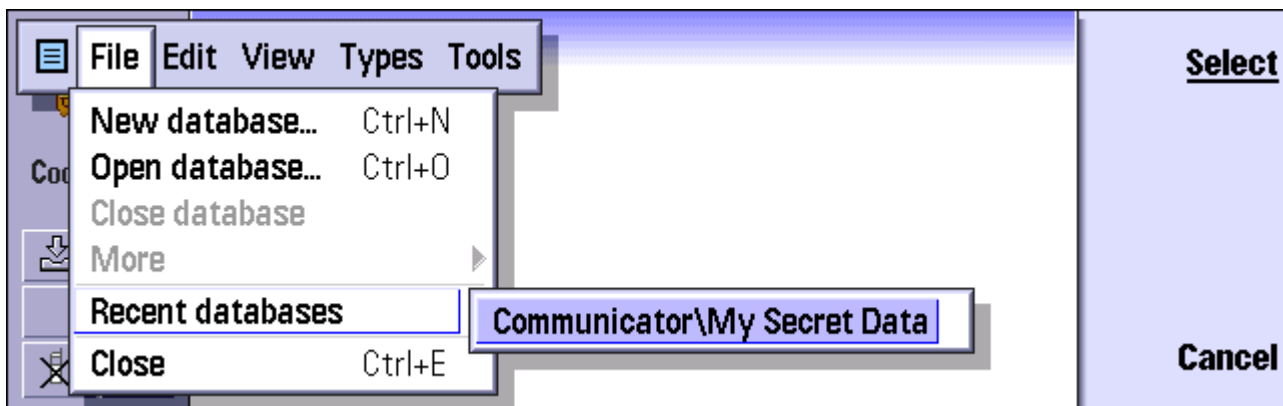 File Edit View Types Tools
Select
New database... Ctrl+N
Open database... Ctrl+O
Close database
More
Recent databases
Communicator\My Secret Data
Close Ctrl+E
Cancel